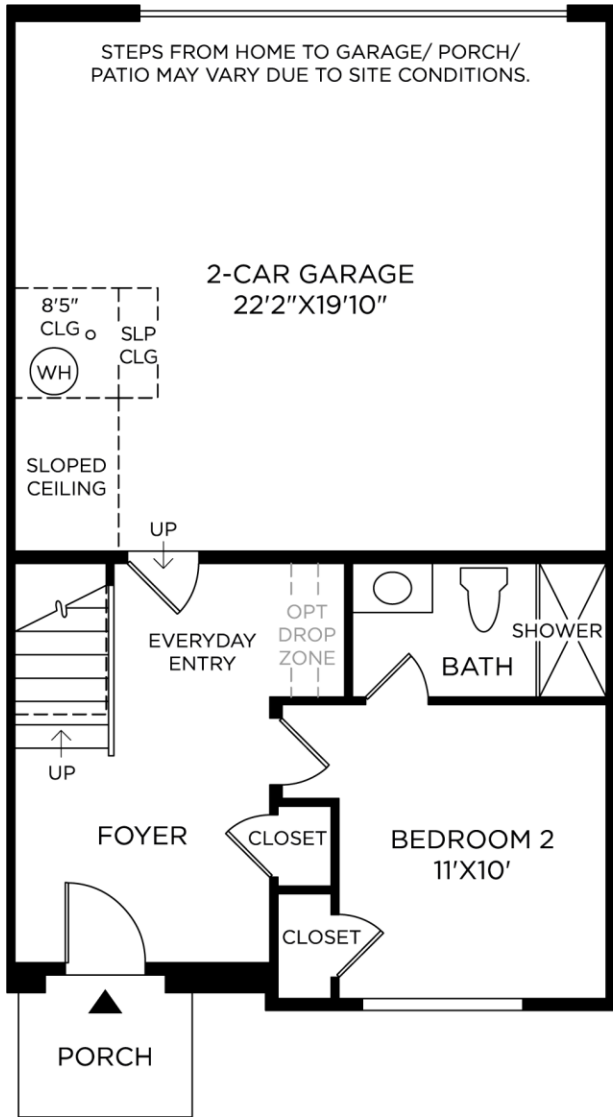 STEPS FROM HOME TO GARAGE/ PORCH/
PATIO MAY VARY DUE TO SITE CONDITIONS.
2-CAR GARAGE
22'2"X19'10"
8'5"
CLG
SLP
CLG
WH
SLOPED
CEILING
UP
EVERYDAY
ENTRY
OPT
DROP
ZONE
SHOWER
BATH
UP
FOYER
CLOSET
BEDROOM 2
11'X10'
CLOSET
PORCH